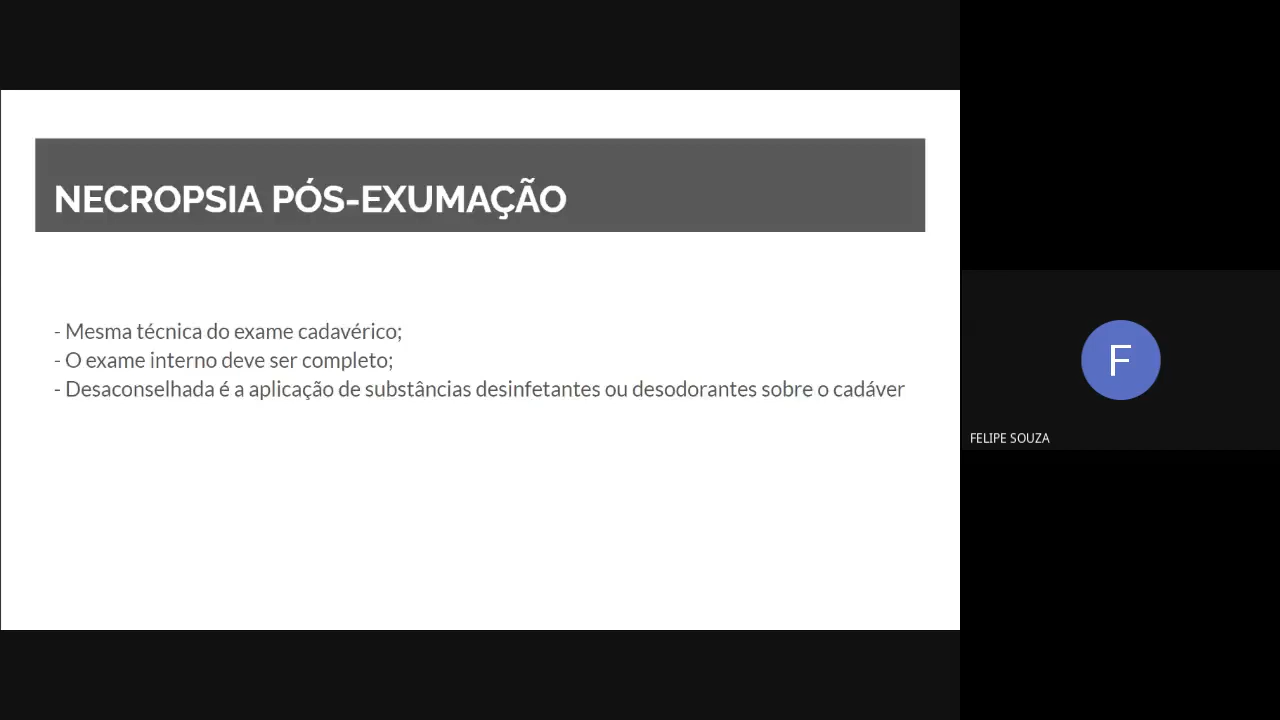 NECROPSIA PÓS-EXUMAÇÃO
- Mesma técnica do exame cadavérico;
- O exame interno deve ser completo;
- Desaconselhada é a aplicação de substâncias desinfetantes ou desodorantes sobre o cadáver
F
FELIPE SOUZA